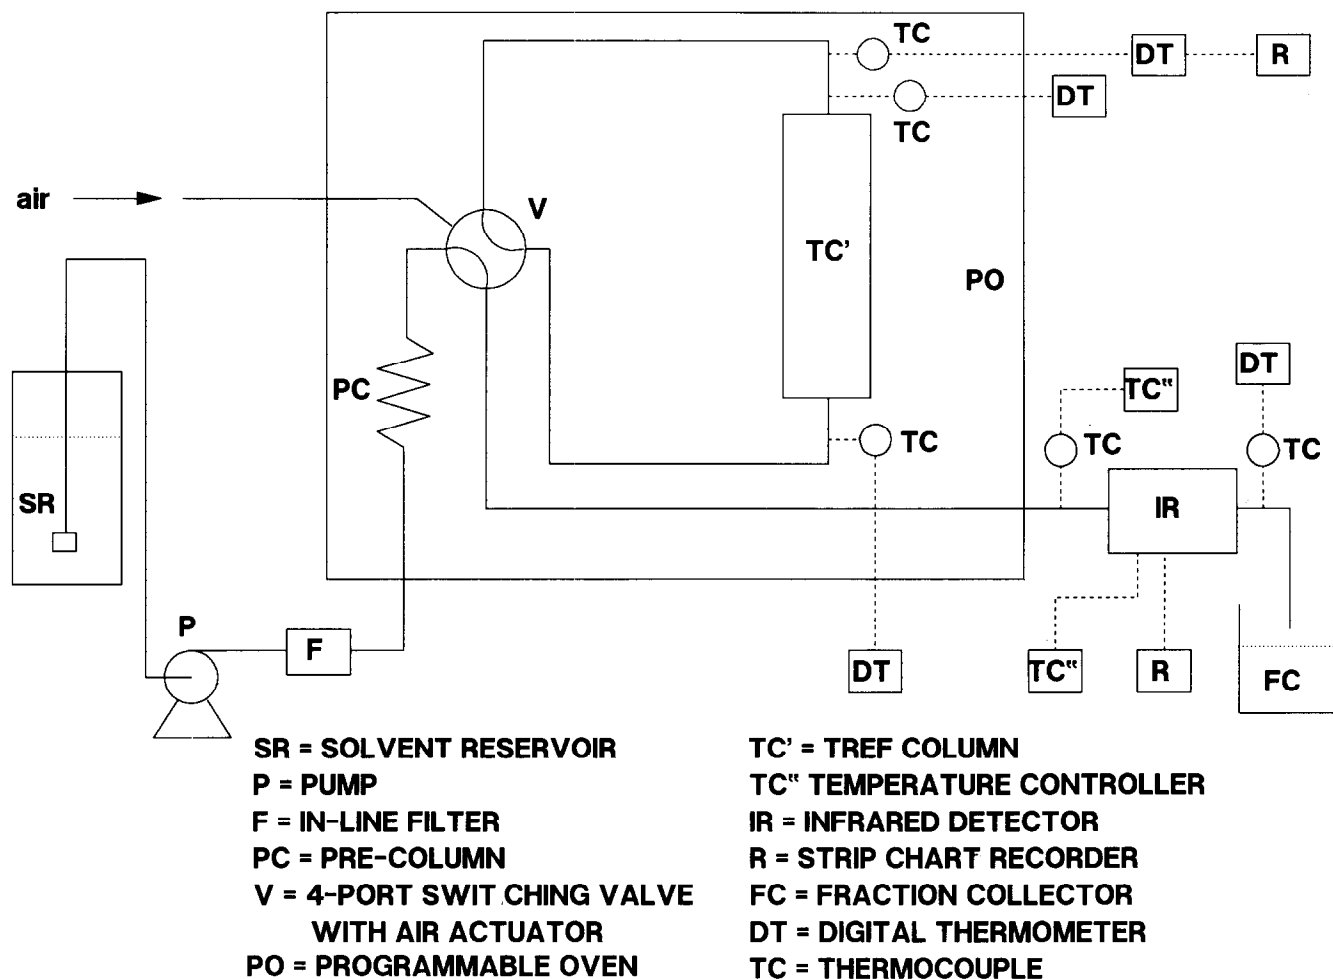 TC
DT
R
DT
TC
air
V
TC'
PO
PC
DT
TC"
TC
TC
TC
SR
IR
P
F
DT
TC"
R
FC
SR = SOLVENT RESERVOIR
P = PUMP
F = IN-LINE FILTER
PC = PRE-COLUMN
V = 4-PORT SWIT CHING VALVE
WITH AIR ACTUATOR
PO = PROGRAMMABLE OVEN
TC' = TREF COLUMN
TC" TEMPERATURE CONTROLLER
IR = INFRARED DETECTOR
R = STRIP CHART RECORDER
FC = FRACTION COLLECTOR
DT = DIGITAL THERMOMETER
TC = THERMOCOUPLE